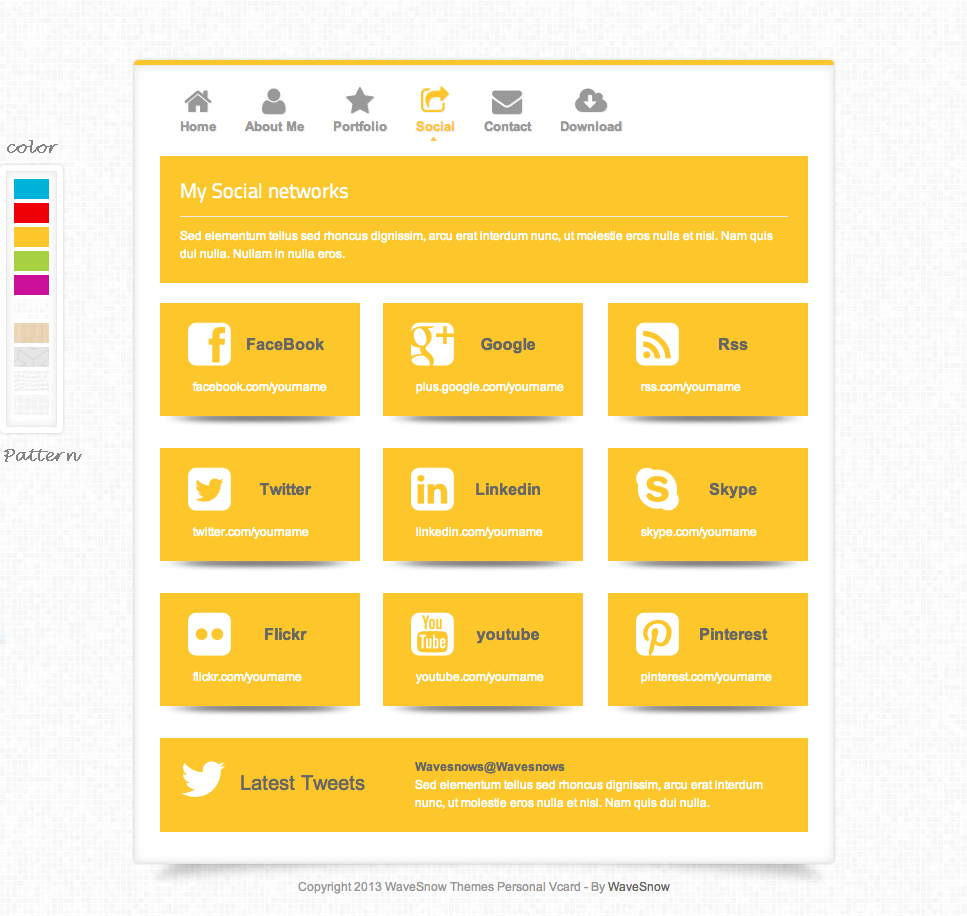 Home About Me Portfolio Social Contact Download
color
My Social networks
Sed elementum tellus sed rhoncus dignissim, arcu erat interdum nunc, ut molestie eros nulla et nisl. Nam quis
dui nulla. Nullam in nulla eros.
FaceBook
facebook.com/yourname
g+ Google
plus.google.com/yourname
Rss
rss.com/yourname
Pattern
Twitter
twitter.com/yourname
in Linkedin
linkedin.com/yourname
S Skype
skype.com/yourname
Flickr
flickr.com/yourname
You
Tube
youtube
youtube.com/yourname
Pinterest
pinterest.com/yourname
Latest Tweets
Wavesnows@Wavesnows
Sed elementum tellus sed rhoncus dignissim, arcu erat interdum
nunc, ut molestie eros nulla et nisl. Nam quis dui nulla.
Copyright 2013 WaveSnow Themes Personal Vcard - By WaveSnow